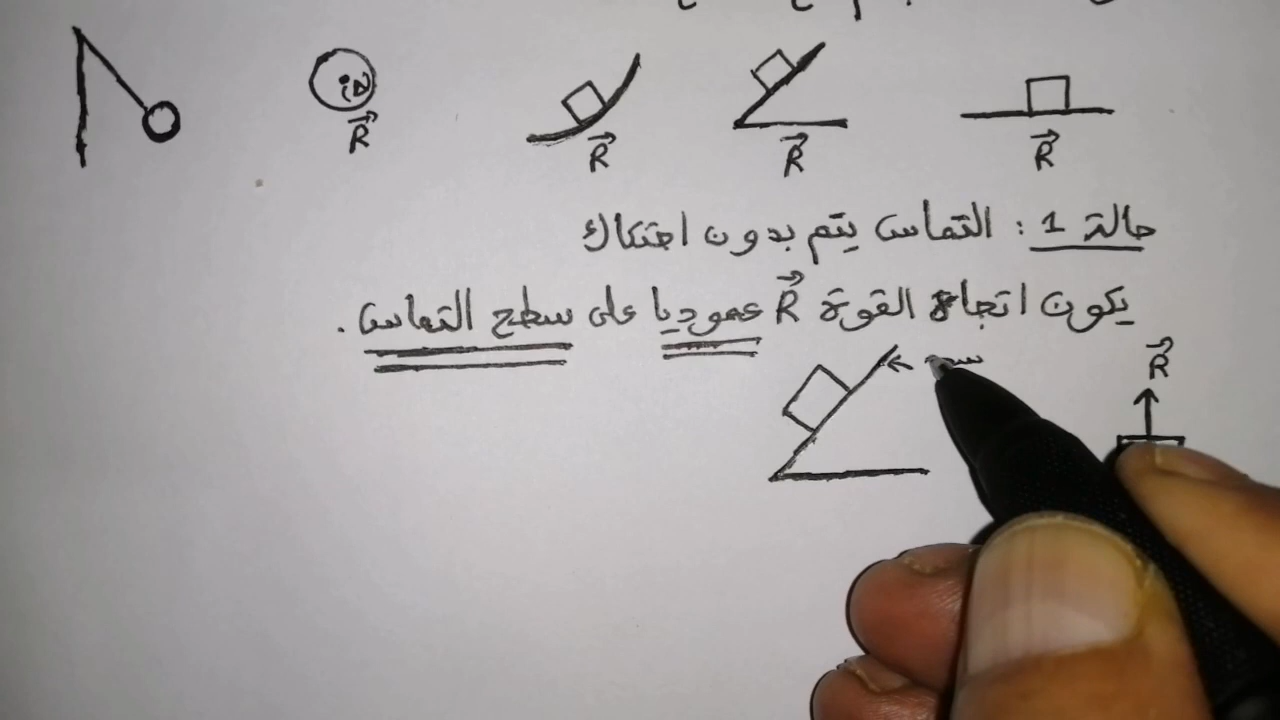 R R R R
حالة 1 : التماس يتم بدون احتكاك
يكون اتجاه القوة R عموديا على سطح التماس .
R